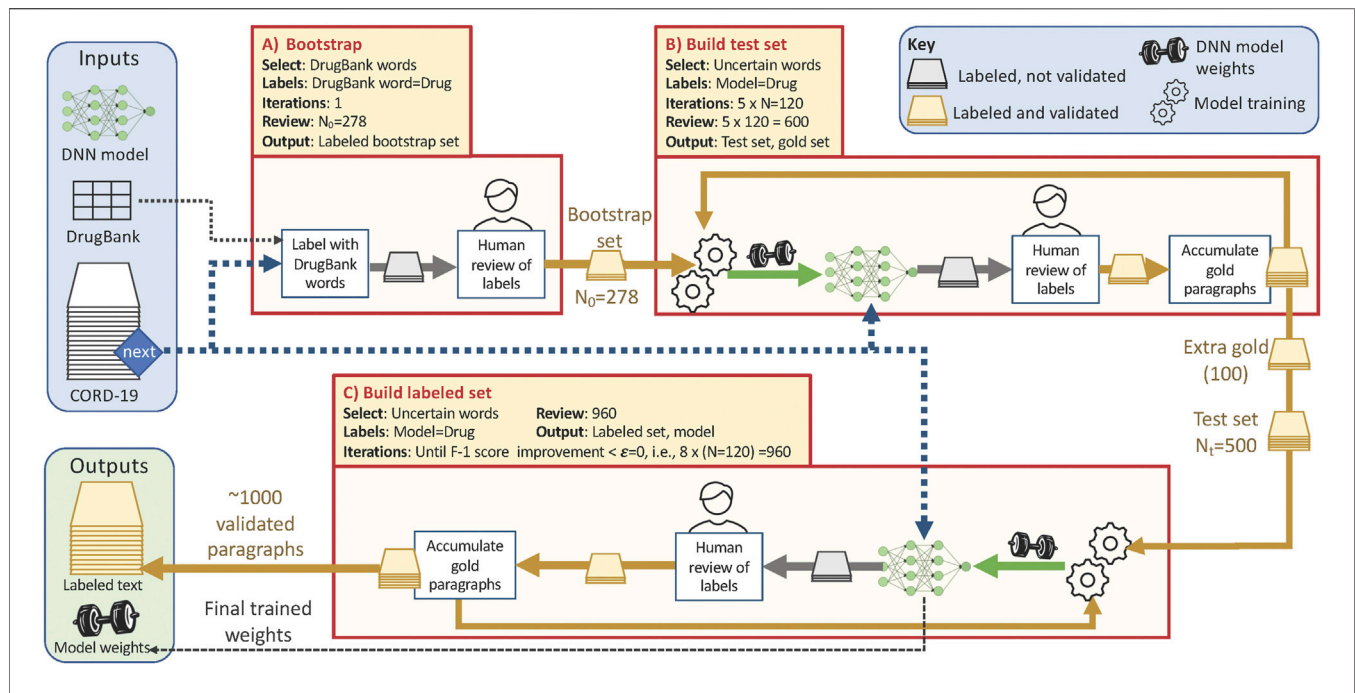 Inputs
DNN model
DrugBank
next
CORD-19
A) Bootstrap
Select: DrugBank words
Labels: DrugBank word=Drug
Iterations: 1
Review: N₀=278
Output: Labeled bootstrap set
Label with
DrugBank
words
Human
review of
labels
Bootstrap
set
N₀=278
B) Build test set
Select: Uncertain words
Labels: Model=Drug
Iterations: 5 x N=120
Review: 5 x 120 = 600
Output: Test set, gold set
Human
review of
labels
Accumulate
gold
paragraphs
Key
Labeled, not validated
Labeled and validated
DNN model
weights
Model training
Extra gold
(100)
Test set
Nₜ=500
C) Build labeled set
Select: Uncertain words Review: 960
Labels: Model=Drug Output: Labeled set, model
Iterations: Until F-1 score improvement < ε=0, i.e., 8 x (N=120) =960
Accumulate
gold
paragraphs
Human
review of
labels
~1000
validated
paragraphs
Final trained
weights
Outputs
Labeled text
Model weights